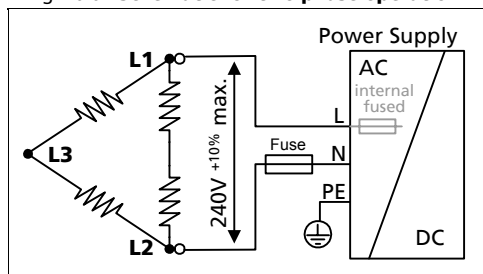 Power Supply
L1
AC
internal
fused
L
240V +10% max.
Fuse
N
L3
PE
L2
DC